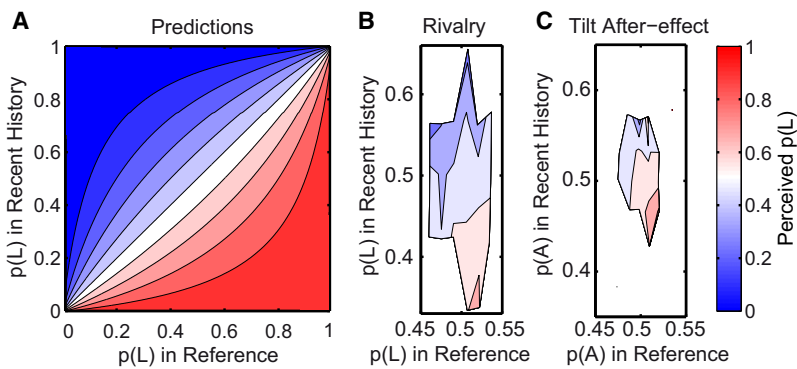 A
Predictions
p(L) in Recent History
1
0.8
0.6
0.4
0.2
0
0
0.2
0.4
0.6
0.8
1
p(L) in Reference
B
Rivalry
p(L) in Recent History
0.6
0.5
0.4
0.45
0.5
0.55
p(L) in Reference
C
Tilt After−effect
p(A) in Recent History
0.6
0.5
0.4
0.45
0.5
0.55
p(A) in Reference
1
0.8
0.6
0.4
0.2
0
Perceived p(L)